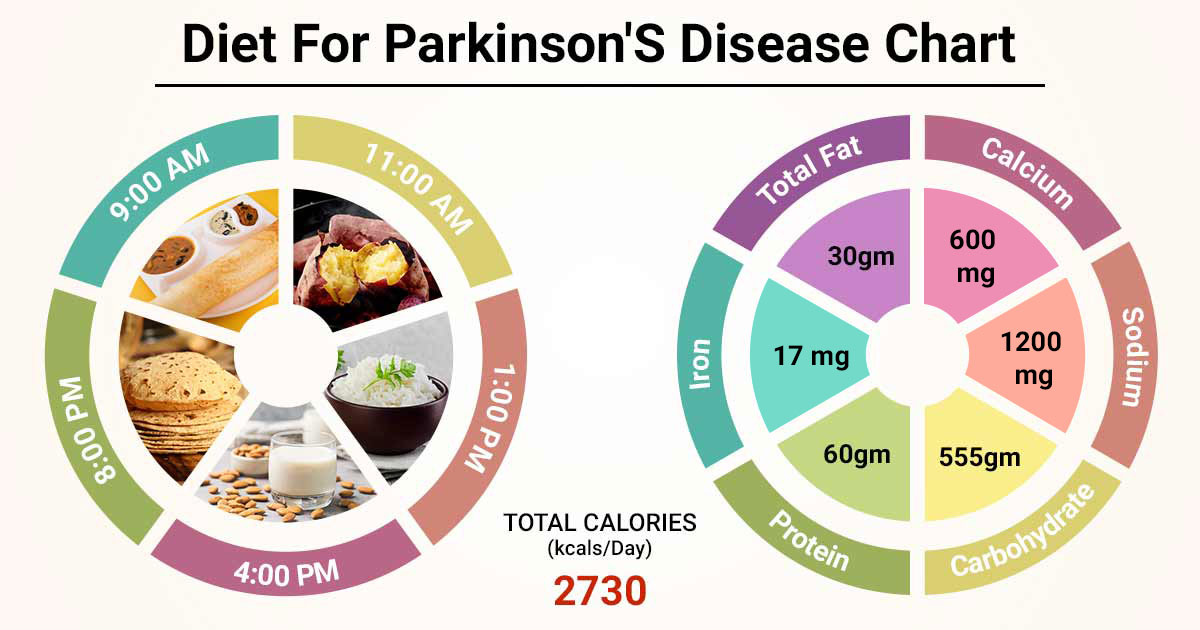 Diet For Parkinson'S Disease Chart
9:00 AM
11:00 AM
1:00 PM
4:00 PM
8:00 PM
TOTAL CALORIES
(kcals/Day)
2730
Total Fat
30gm
Calcium
600
mg
Sodium
1200
mg
Carbohydrate
555gm
Protein
60gm
Iron
17 mg